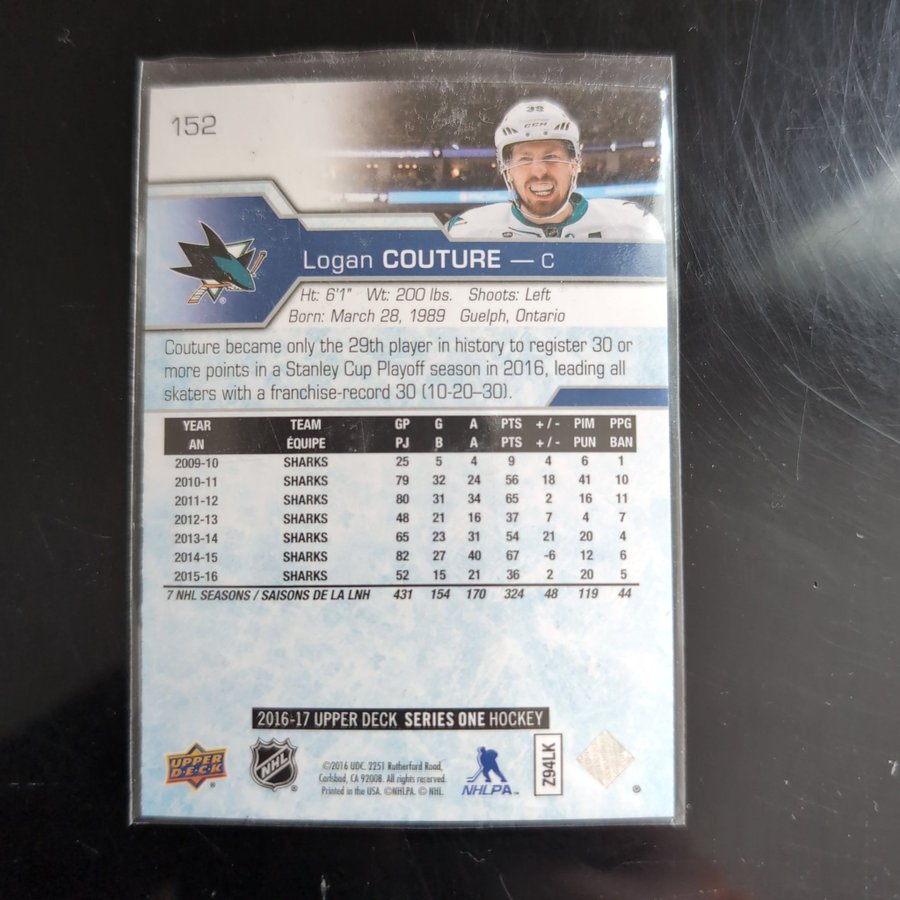 152
39
CCM
Logan COUTURE — C
Ht: 6'1" Wt: 200 lbs. Shoots: Left
Born: March 28, 1989 Guelph, Ontario
Couture became only the 29th player in history to register 30 or
more points in a Stanley Cup Playoff season in 2016, leading all
skaters with a franchise-record 30 (10-20–30).
YEAR TEAM GP G A PTS +/- PIM PPG
AN ÉQUIPE PJ B A PTS +/- PUN BAN
2009-10 SHARKS 25 5 4 9 4 6 1
2010-11 SHARKS 79 32 24 56 18 41 10
2011-12 SHARKS 80 31 34 65 2 16 11
2012-13 SHARKS 48 21 16 37 7 4 7
2013-14 SHARKS 65 23 31 54 21 20 4
2014-15 SHARKS 82 27 40 67 -6 12 6
2015-16 SHARKS 52 15 21 36 2 20 5
7 NHL SEASONS / SAISONS DE LA LNH 431 154 170 324 48 119 44
2016-17 UPPER DECK SERIES ONE HOCKEY
UPPER DECK ®
NHL ®
©2016 UDC. 2251 Rutherford Road,
Carlsbad, CA 92008. All rights reserved.
Printed in the USA. ©NHLPA. © NHL.
NHLPA™
Z94LK